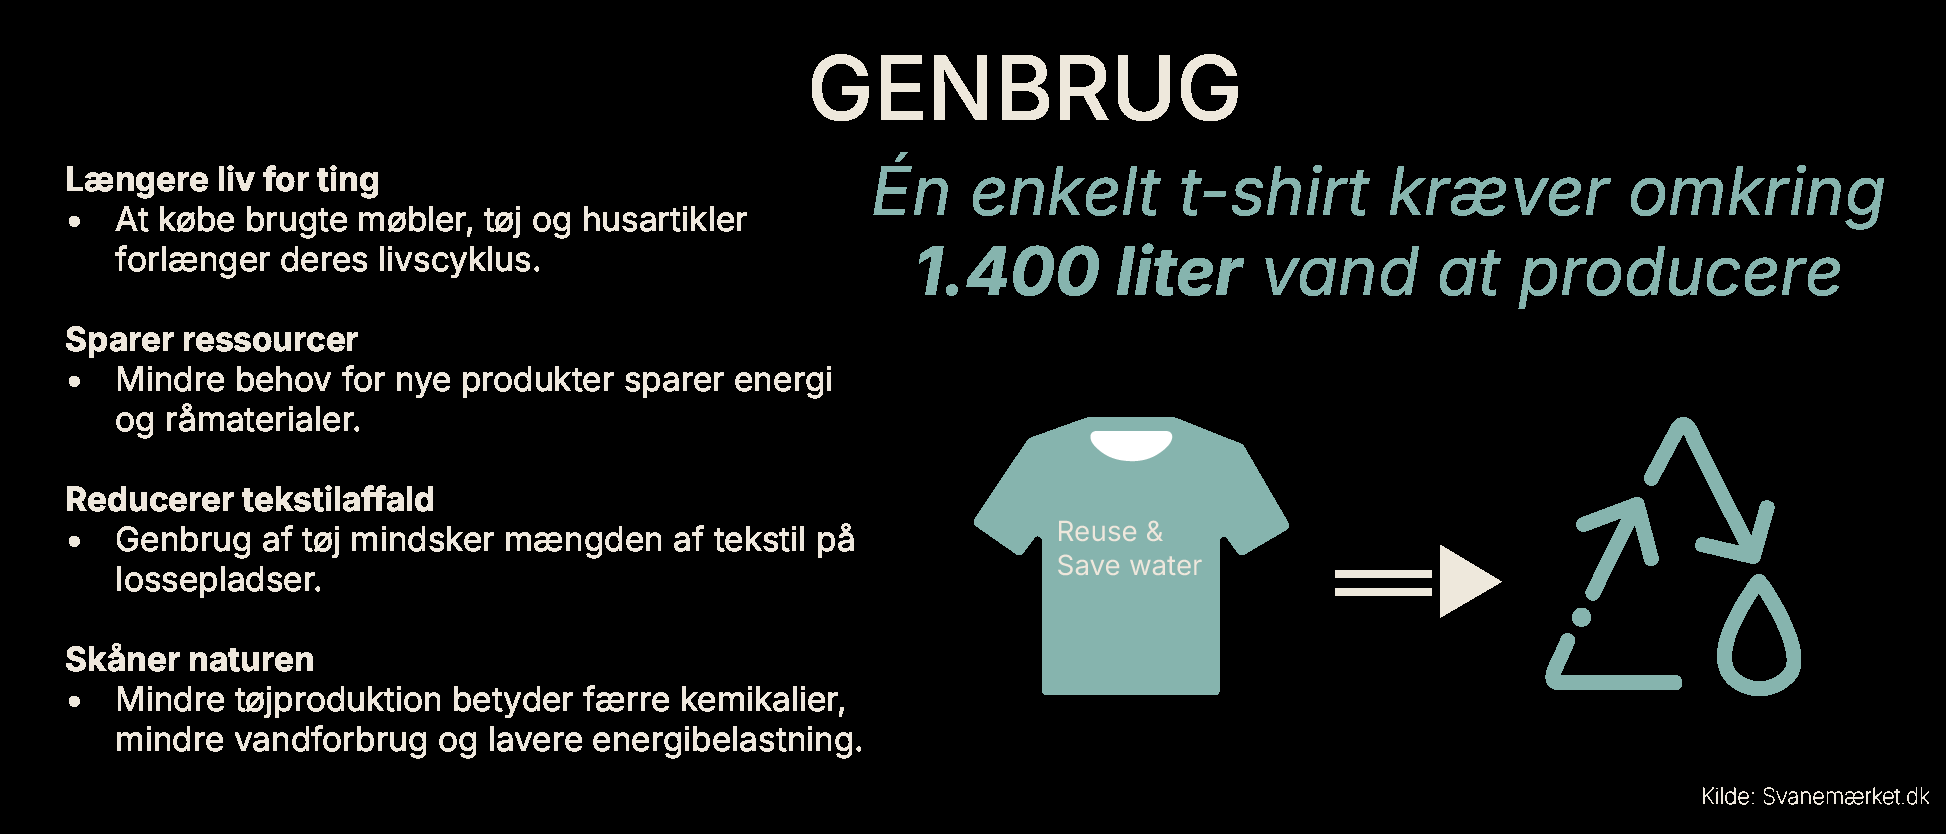 GENBRUG
Længere liv for ting
• At købe brugte møbler, tøj og husartikler
forlænger deres livscyklus.
Sparer ressourcer
• Mindre behov for nye produkter sparer energi
og råmaterialer.
Reducerer tekstilaffald
• Genbrug af tøj mindsker mængden af tekstil på
lossepladser.
Skåner naturen
• Mindre tøjproduktion betyder færre kemikalier,
mindre vandforbrug og lavere energibelastning.
Én enkelt t-shirt kræver omkring
1.400 liter vand at producere
Reuse &
Save water
Kilde: Svanemærket.dk